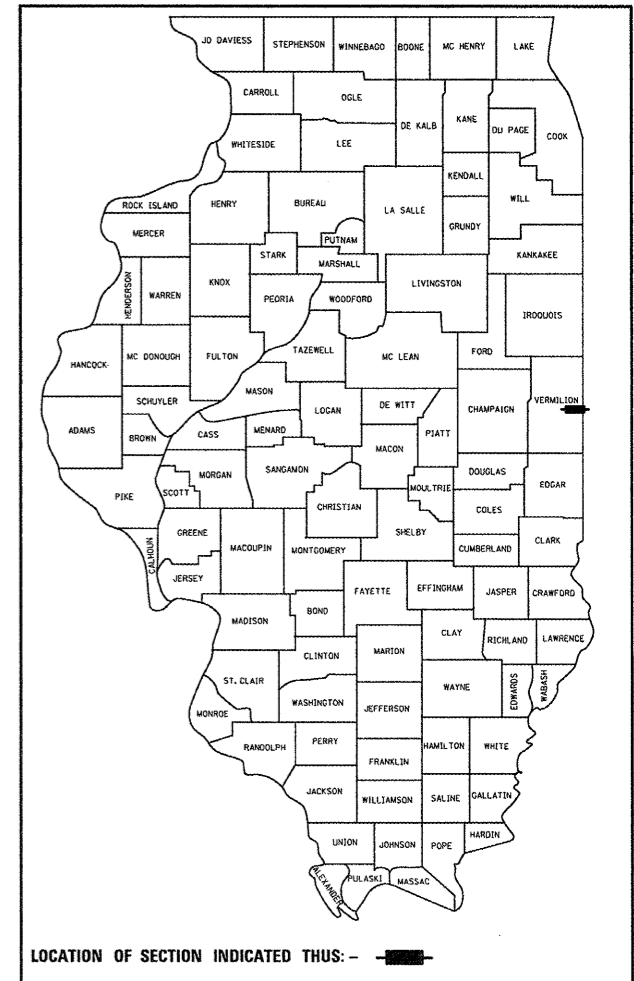 JO DAVIESS STEPHENSON WINNEBAGO BOONE MC HENRY LAKE
CARROLL OGLE DE KALB KANE DU PAGE COOK
WHITESIDE LEE
KENDALL
ROCK ISLAND HENRY BUREAU LA SALLE WILL
MERCER PUTNAM GRUNDY
STARK MARSHALL KANKAKEE
HENDERSON WARREN KNOX PEORIA WOODFORD LIVINGSTON IROQUOIS
HANCOCK MC DONOUGH FULTON TAZEWELL MC LEAN FORD
MASON
SCHUYLER LOGAN DE WITT CHAMPAIGN VERMILION
ADAMS BROWN CASS MENARD MACON PIATT
PIKE SCOTT MORGAN SANGAMON MOULTRIE DOUGLAS EDGAR
CHRISTIAN COLES
GREENE MACOUPIN MONTGOMERY SHELBY CUMBERLAND CLARK
CALHOUN JERSEY
FAYETTE EFFINGHAM JASPER CRAWFORD
MADISON BOND
CLAY RICHLAND LAWRENCE
CLINTON MARION
ST. CLAIR WAYNE EDWARDS WABASH
MONROE WASHINGTON JEFFERSON
RANDOLPH PERRY HAMILTON WHITE
FRANKLIN
JACKSON WILLIAMSON SALINE GALLATIN
UNION JOHNSON POPE HARDIN
ALEXANDER PULASKI MASSAC
LOCATION OF SECTION INDICATED THUS: –